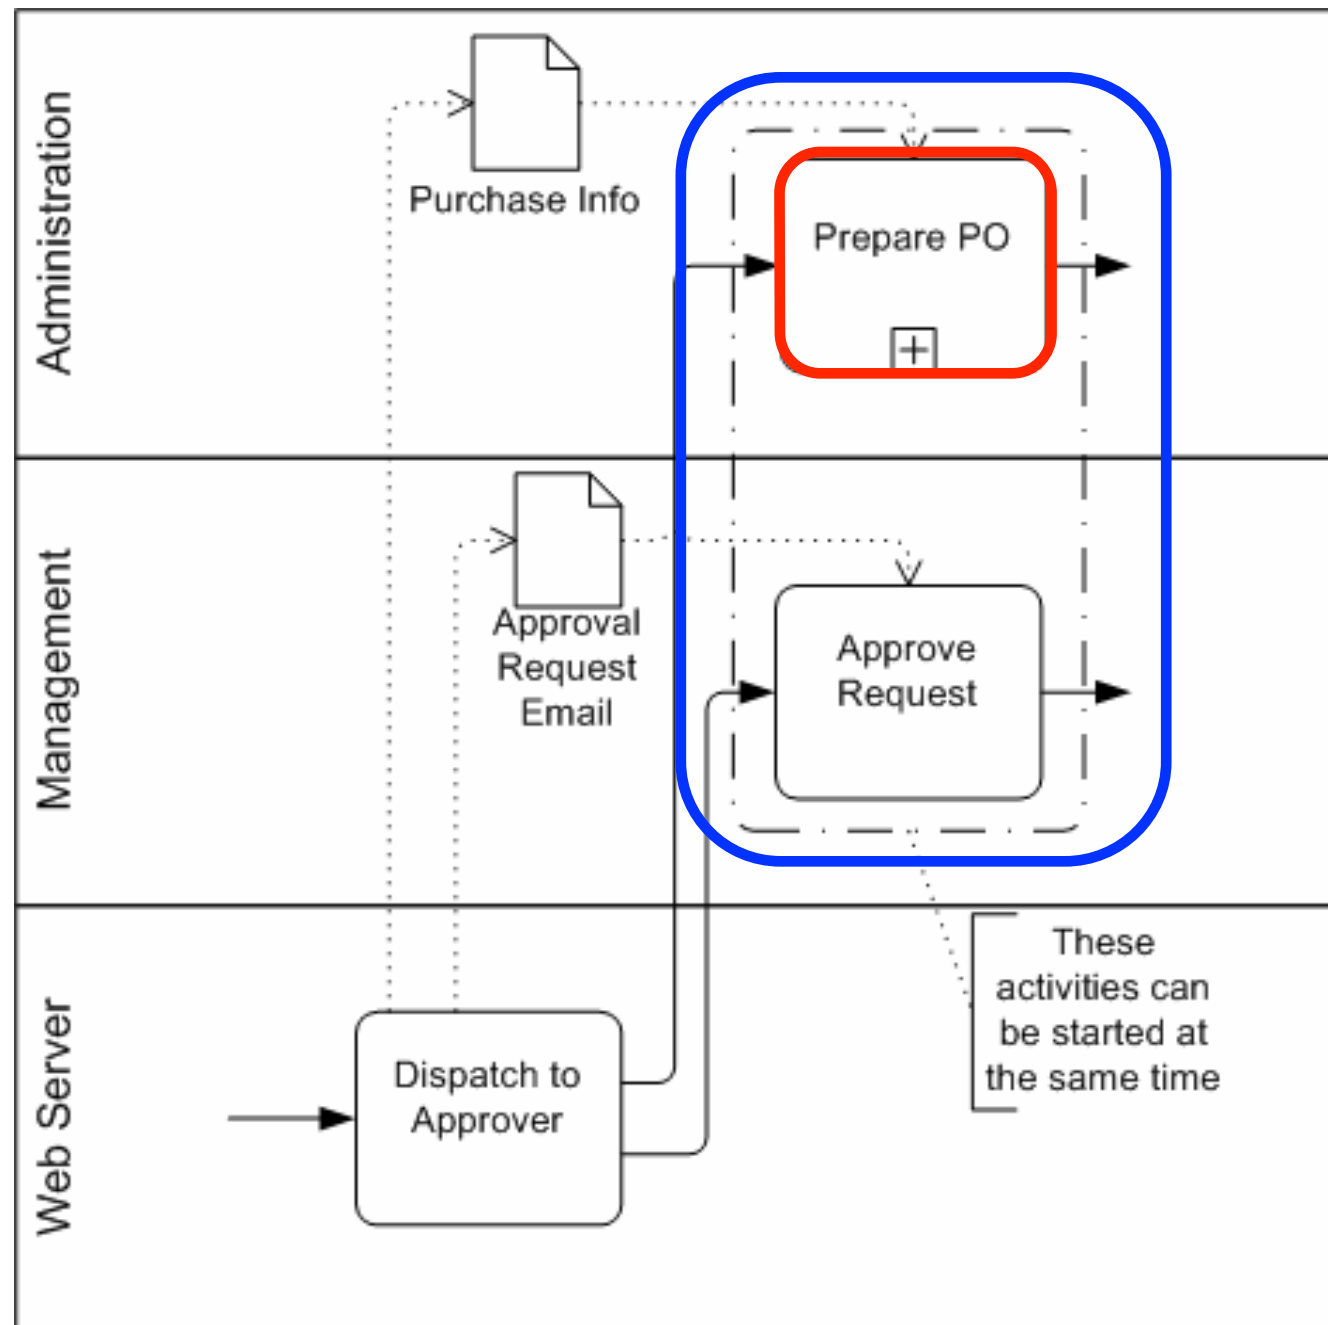 Administration
Purchase Info
Prepare PO
Management
Approval
Request
Email
Approve
Request
Web Server
Dispatch to
Approver
These
activities can
be started at
the same time